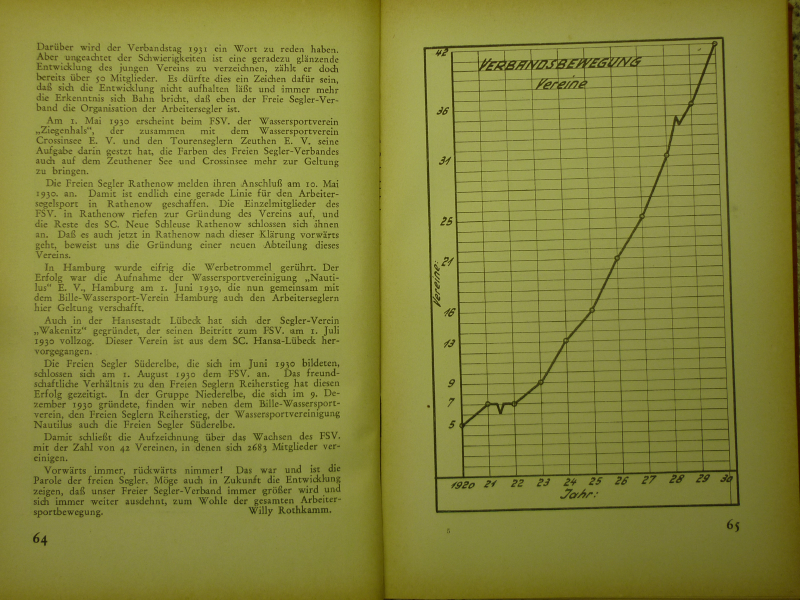 Darüber wird der Verbandstag 1931 ein Wort zu reden haben.
Aber ungeachtet der Schwierigkeiten ist eine geradezu glänzende
Entwicklung des jungen Vereins zu verzeichnen, zählt er doch
bereits über 50 Mitglieder. Es dürfte dies ein Zeichen dafür sein,
daß sich die Entwicklung nicht aufhalten läßt und immer mehr
die Erkenntnis sich Bahn bricht, daß eben der Freie Segler-Ver-
band die Organisation der Arbeitersegler ist.
Am 1. Mai 1930 erscheint beim FSV. der Wassersportverein
„Ziegenhals“, der zusammen mit dem Wassersportverein
Crossinsee E. V. und den Tourenseglern Zeuthen E. V. seine
Aufgabe darin gestzt hat, die Farben des Freien Segler-Verbandes
auch auf dem Zeuthener See und Crossinsee mehr zur Geltung
zu bringen.
Die Freien Segler Rathenow melden ihren Anschluß am 10. Mai
1930. an. Damit ist endlich eine gerade Linie für den Arbeiter-
segelsport in Rathenow geschaffen. Die Einzelmitglieder des
FSV. in Rathenow riefen zur Gründung des Vereins auf, und
die Reste des SC. Neue Schleuse Rathenow schlossen sich ihnen
an. Daß es auch jetzt in Rathenow nach dieser Klärung vorwärts
geht, beweist uns die Gründung einer neuen Abteilung dieses
Vereins.
In Hamburg wurde eifrig die Werbetrommel gerührt. Der
Erfolg war die Aufnahme der Wassersportvereinigung „Nauti-
lus“ E. V., Hamburg am 1. Juni 1930, die nun gemeinsam mit
dem Bille-Wassersport-Verein Hamburg auch den Arbeiterseglern
hier Geltung verschafft.
Auch in der Hansestadt Lübeck hat sich der Segler-Verein
„Wakenitz“ gegründet, der seinen Beitritt zum FSV. am 1. Juli
1930 vollzog. Dieser Verein ist aus dem SC. Hansa-Lübeck her-
vorgegangen.
Die Freien Segler Süderelbe, die sich im Juni 1930 bildeten,
schlossen sich am 1. August 1930 dem FSV. an. Das freund-
schaftliche Verhältnis zu den Freien Seglern Reiherstieg hat diesen
Erfolg gezeitigt. In der Gruppe Niederelbe, die sich im 9. De-
zember 1930 gründete, finden wir neben dem Bille-Wassersport-
verein, den Freien Seglern Reiherstieg, der Wassersportvereinigung
Nautilus auch die Freie Segler Süderelbe.
Damit schließt die Aufzeichnung über das Wachsen des FSV.
mit der Zahl von 42 Vereinen, in denen sich 2683 Mitglieder ver-
einigen.
Vorwärts immer, rückwärts nimmer! Das war und ist die
Parole der freien Segler. Möge auch in Zukunft die Entwicklung
zeigen, daß unser Freier Segler-Verband immer größer wird und
sich immer weiter ausdehnt, zum Wohle der gesamten Arbeiter-
sportbewegung. Willy Rothkamm.
64
VERBANDSBEWEGUNG
Vereine
42
36
31
25
21
16
13
9
7
5
Vereine:
1920 21 22 23 24 25 26 27 28 29 30
Jahr:
65